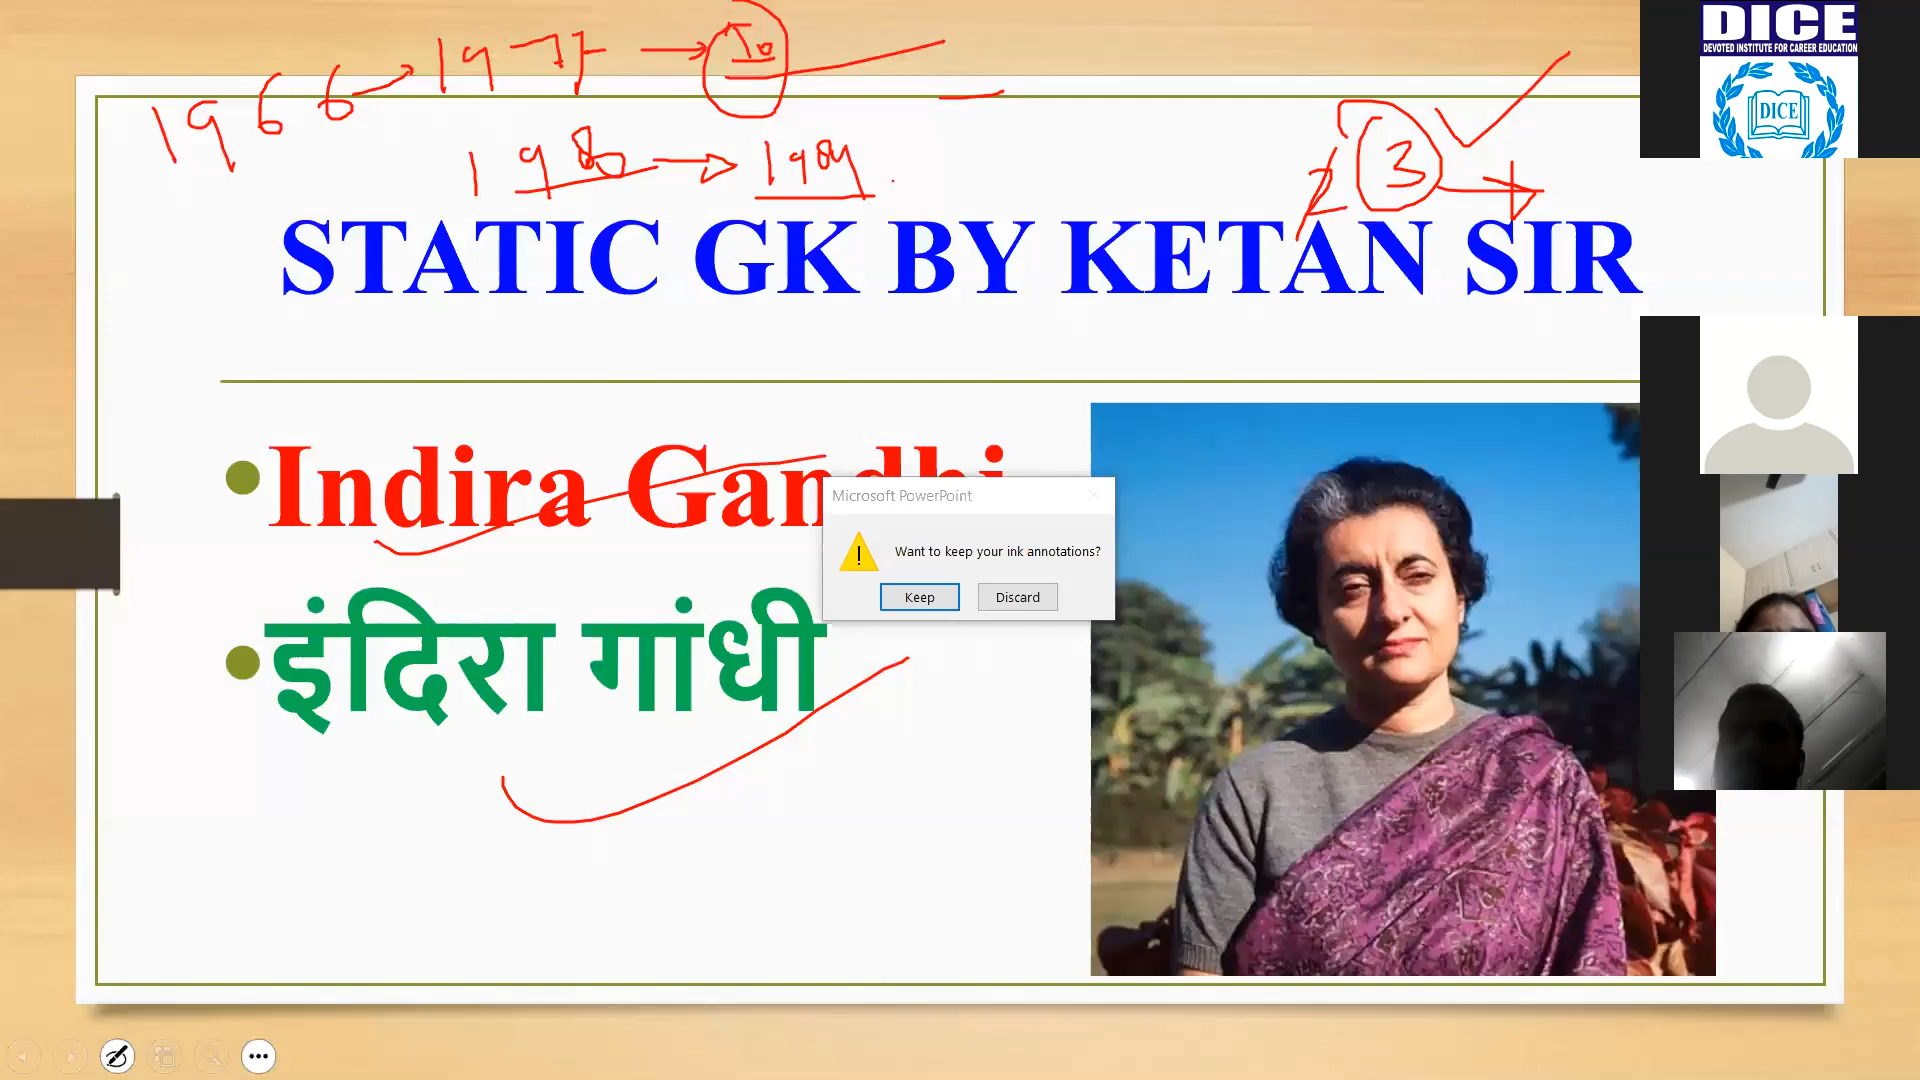 DICE
DEVOTED INSTITUTE FOR CAREER EDUCATION
DICE
1966 → 1977 →
1980 → 1984
2 3
STATIC GK BY KETAN SIR
Indira Gandhi
इंदिरा गांधी
Microsoft PowerPoint
Want to keep your ink annotations?
Keep
Discard